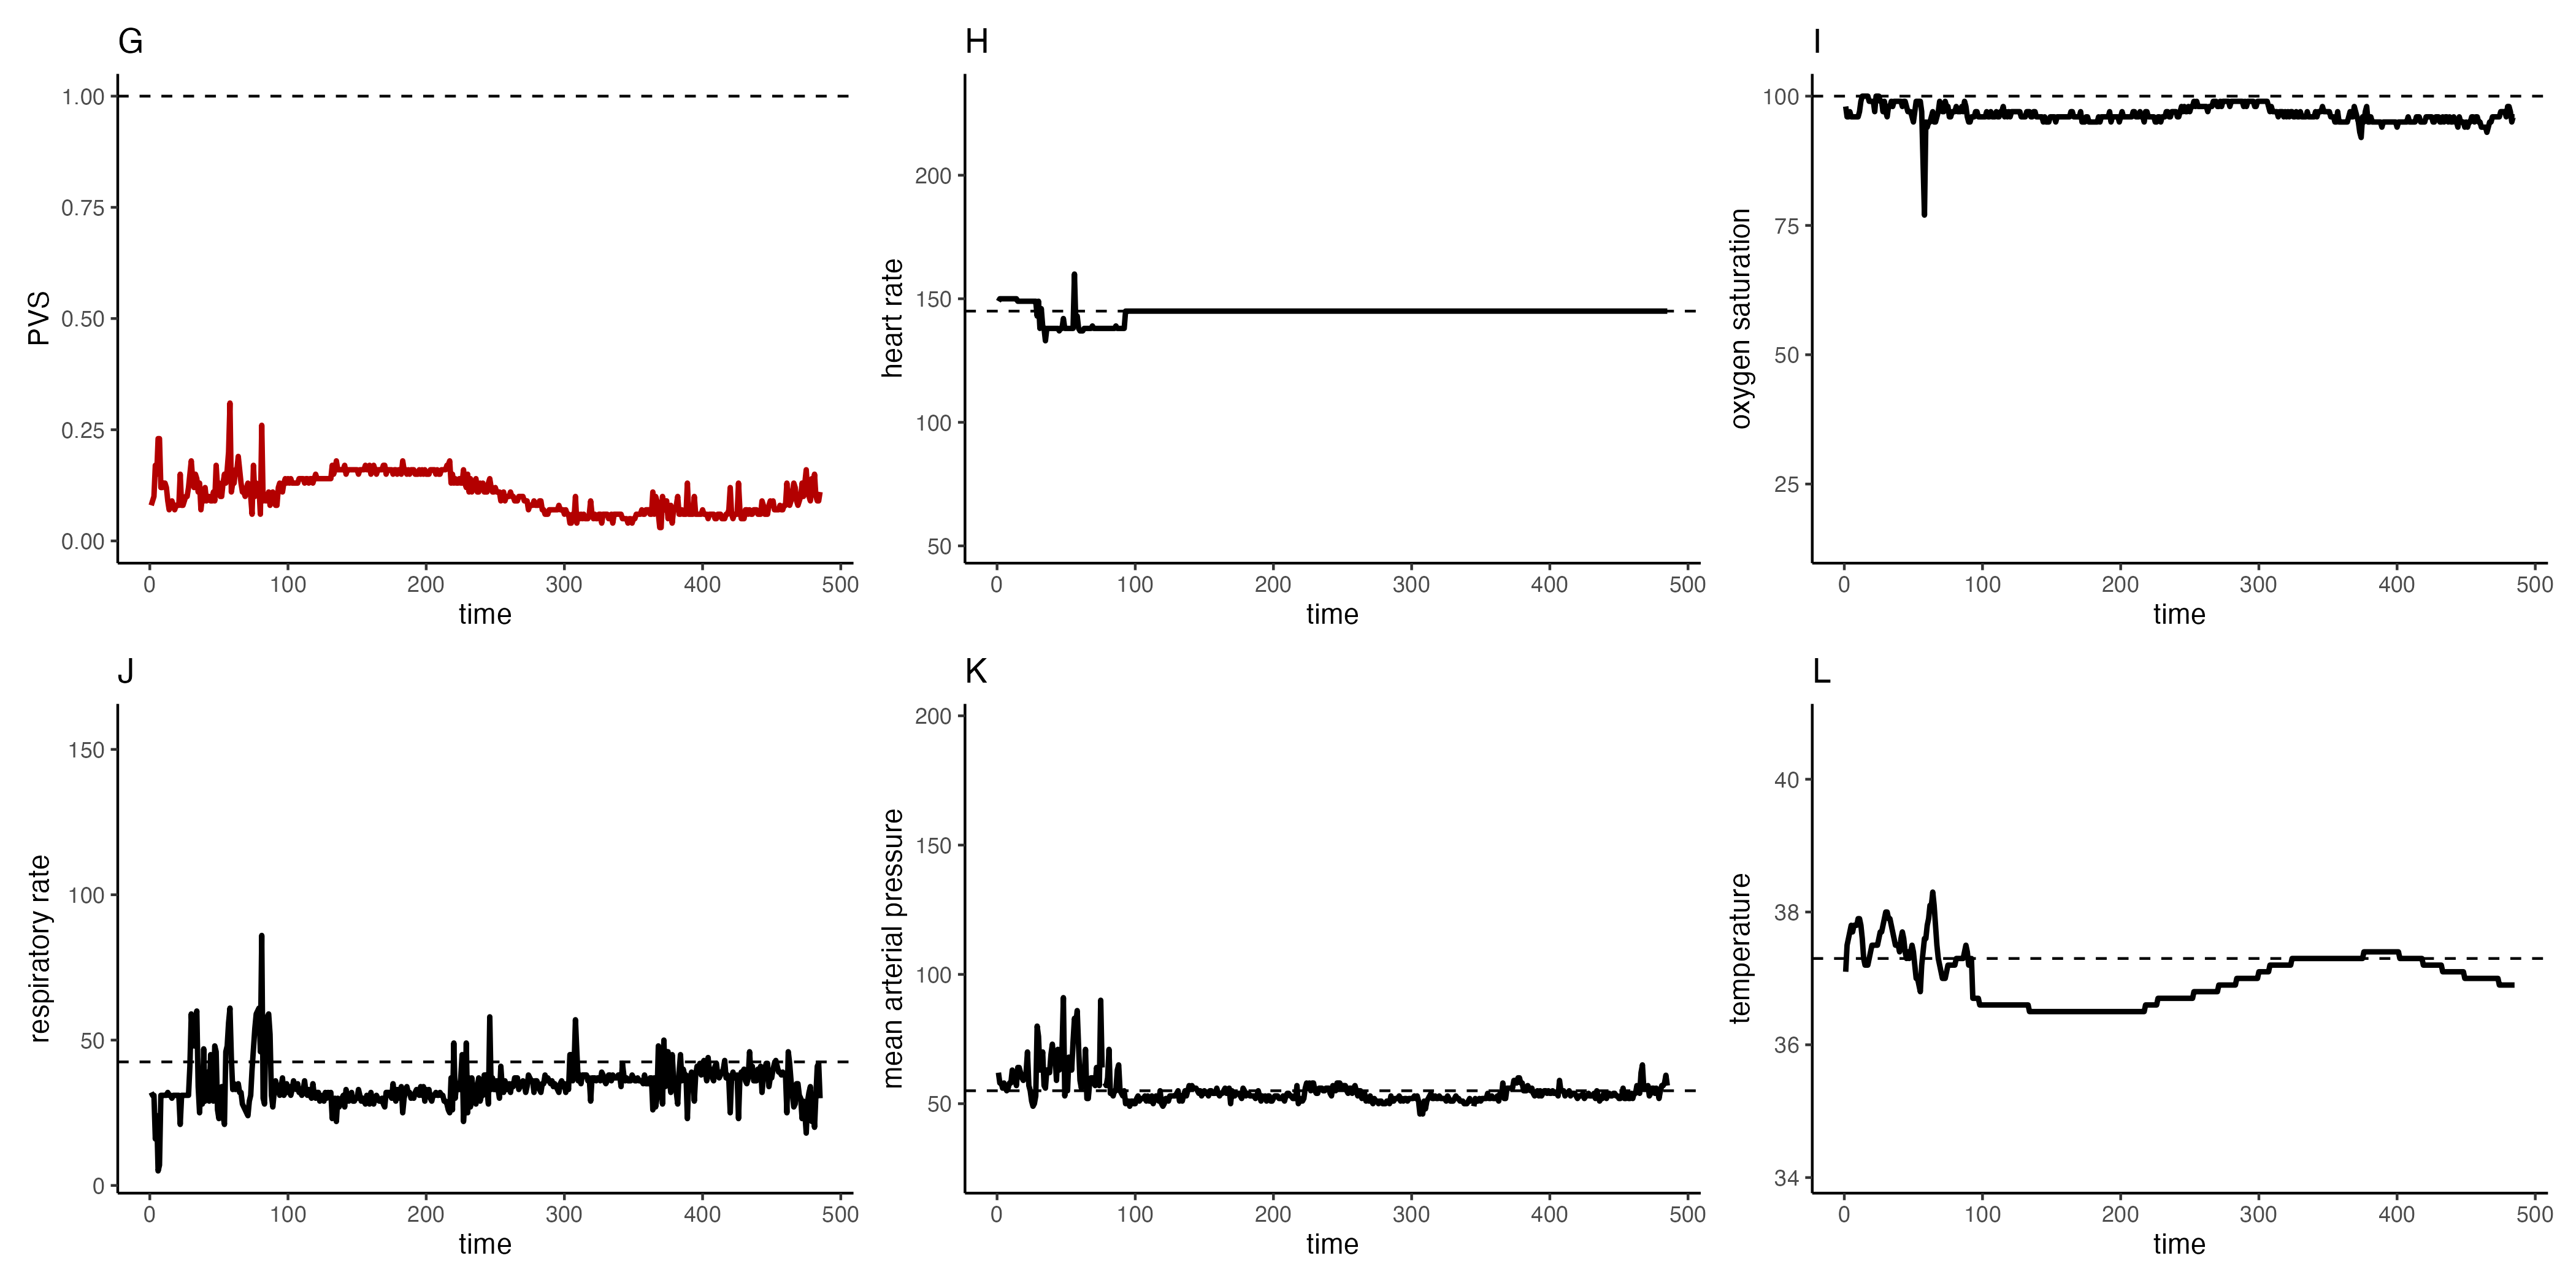 G
1.00
0.75
0.50
0.25
0.00
PVS
0 100 200 300 400 500
time
H
200
150
100
50
heart rate
0 100 200 300 400 500
time
I
100
75
50
25
oxygen saturation
0 100 200 300 400 500
time
J
150
100
50
0
respiratory rate
0 100 200 300 400 500
time
K
200
150
100
50
mean arterial pressure
0 100 200 300 400 500
time
L
40
38
36
34
temperature
0 100 200 300 400 500
time